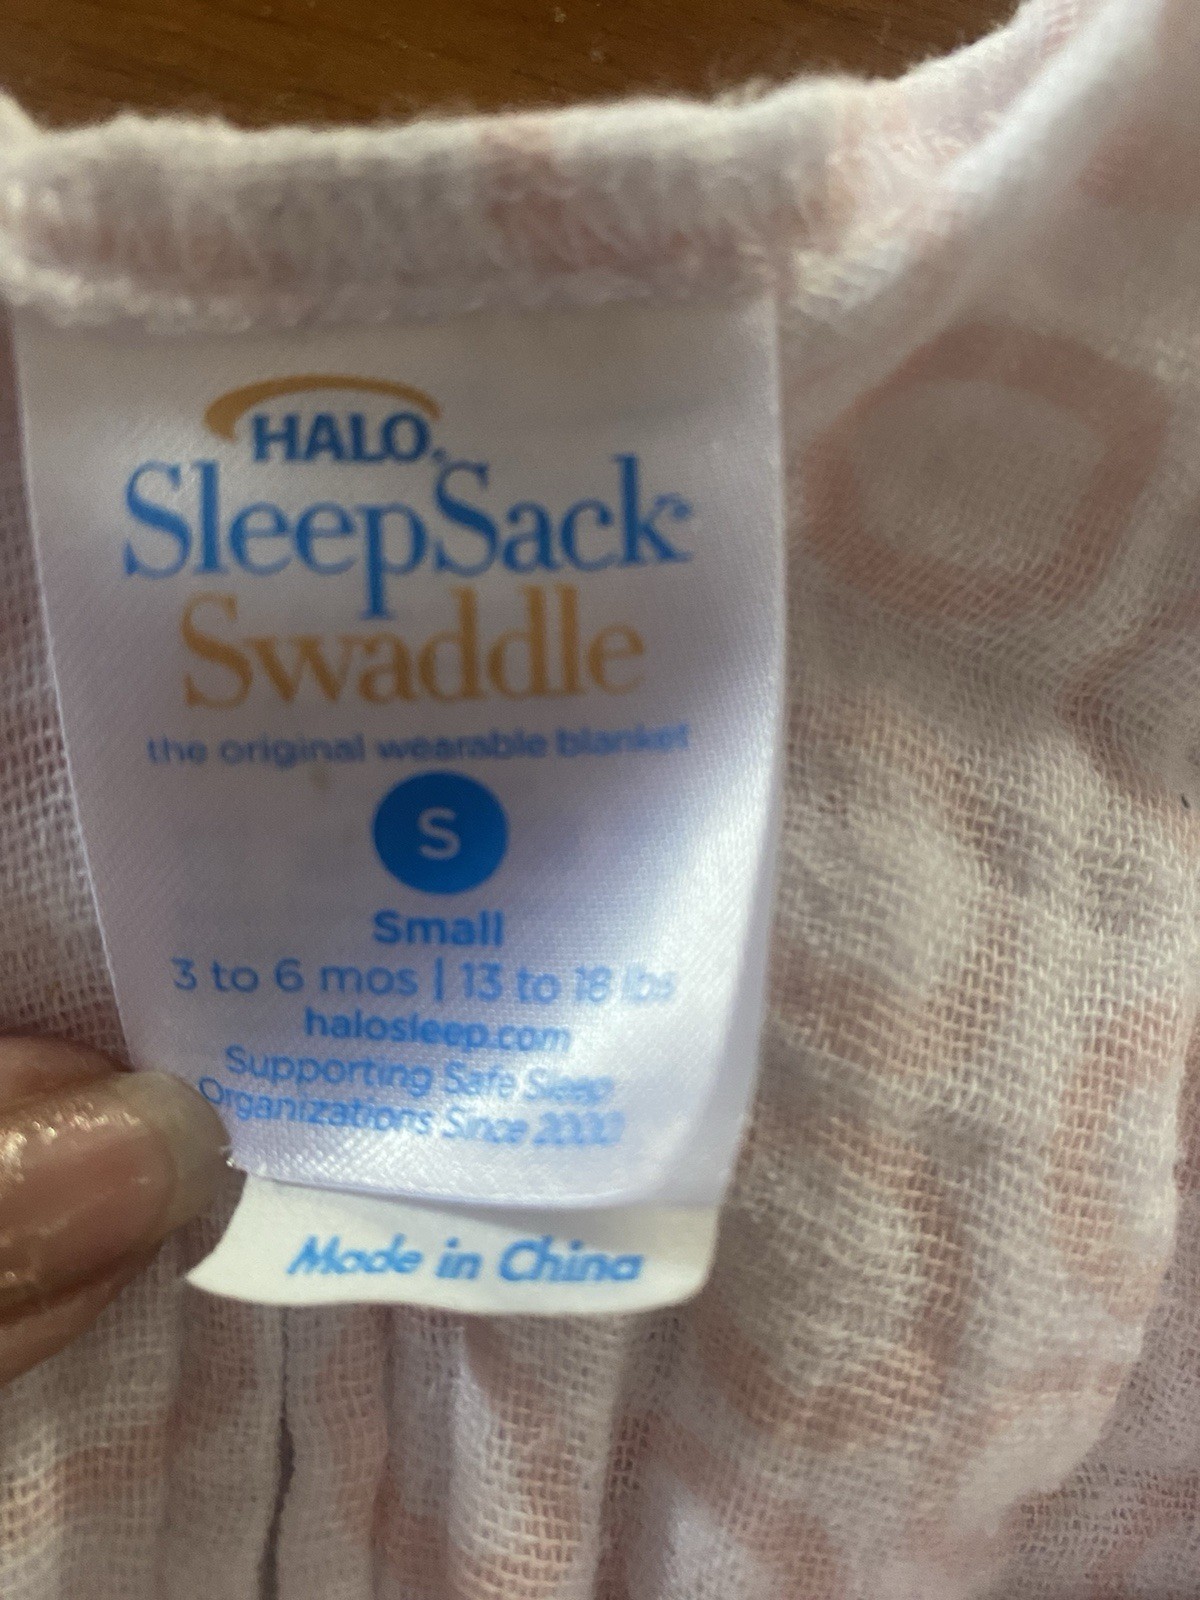 HALO®
SleepSack™
Swaddle
the original wearable blanket
S
Small
3 to 6 mos | 13 to 18 lbs
halosleep.com
Supporting Safe Sleep
Organizations Since 2000
Made in China